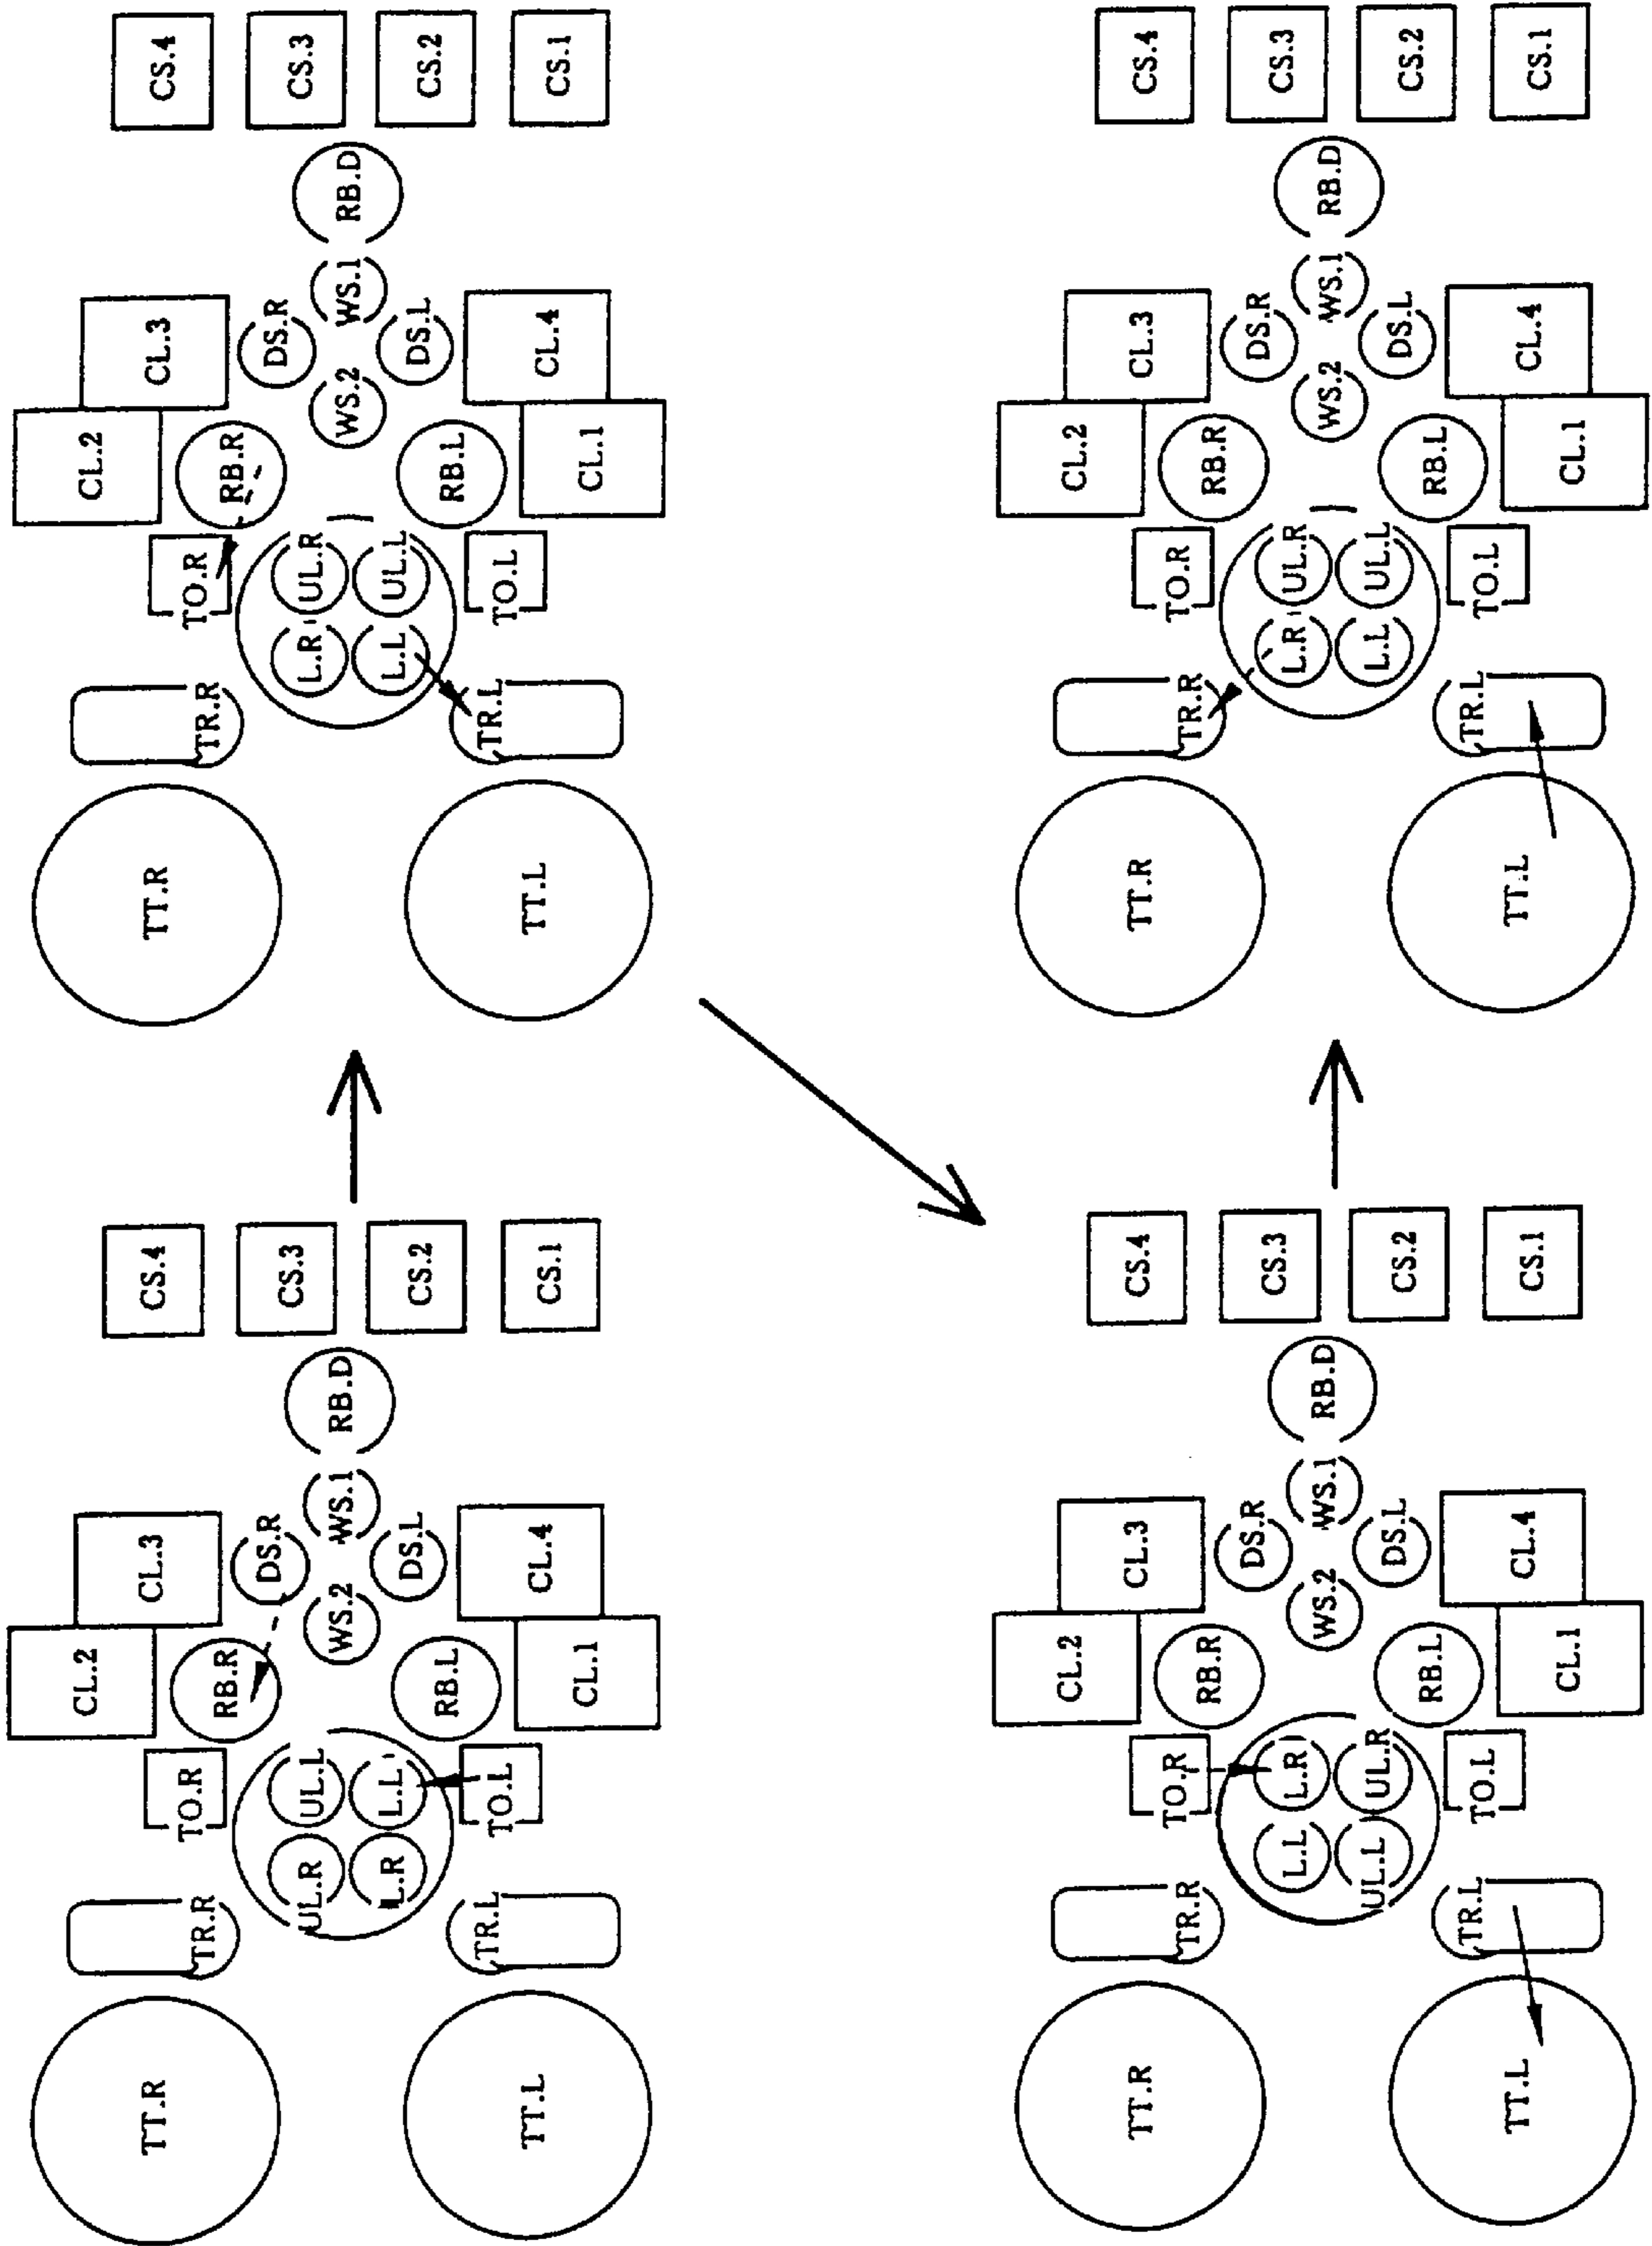 CL.2
TT.R
CL.3
CS.4
TO.R
TR.R
RB.R
DS.R
CS.3
UL.R
UL.L
WS.2
WS.1
RB.D
L.R
L.L
DS.L
CS.2
RB.L
TR.L
TO.L
TT.L
CL.4
CS.1
CL.1
CL.2
TT.R
CL.3
CS.4
TO.R
TR.R
RB.R
DS.R
CS.3
L.R
UL.R
WS.2
WS.1
RB.D
L.L
UL.L
DS.L
CS.2
RB.L
TR.L
TO.L
TT.L
CL.4
CS.1
CL.1
CL.2
TT.R
CL.3
CS.4
TO.R
TR.R
RB.R
DS.R
CS.3
L.L
L.R
WS.2
WS.1
RB.D
UL.L
UL.R
DS.L
CS.2
RB.L
TR.L
TO.L
TT.L
CL.4
CS.1
CL.1
CL.2
TT.R
CL.3
CS.4
TO.R
TR.R
RB.R
DS.R
CS.3
L.R
UL.R
WS.2
WS.1
RB.D
L.L
UL.L
DS.L
CS.2
RB.L
TR.L
TO.L
TT.L
CL.4
CS.1
CL.1